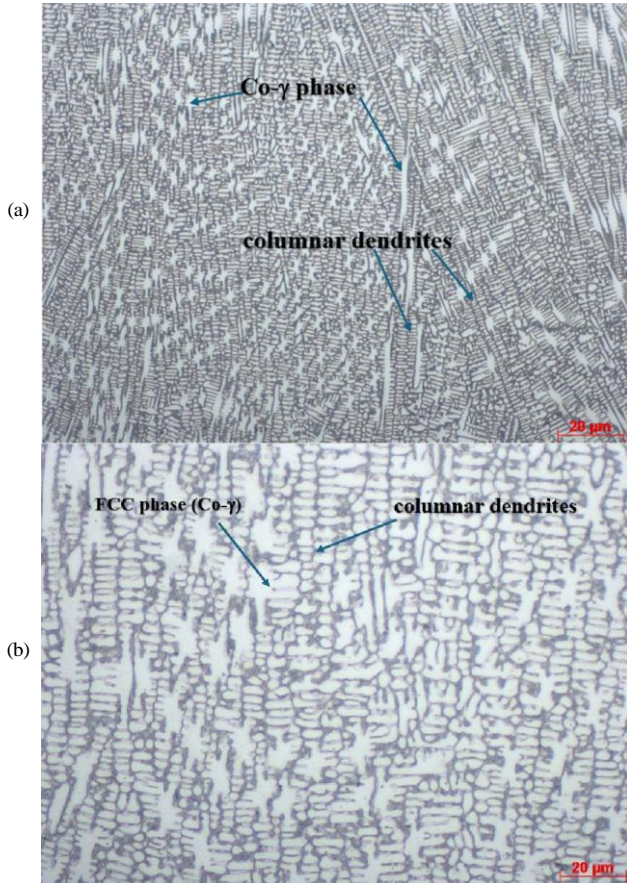 Co-γ phase
(a)
columnar dendrites
20 µm
FCC phase (Co-γ)
columnar dendrites
(b)
20 µm